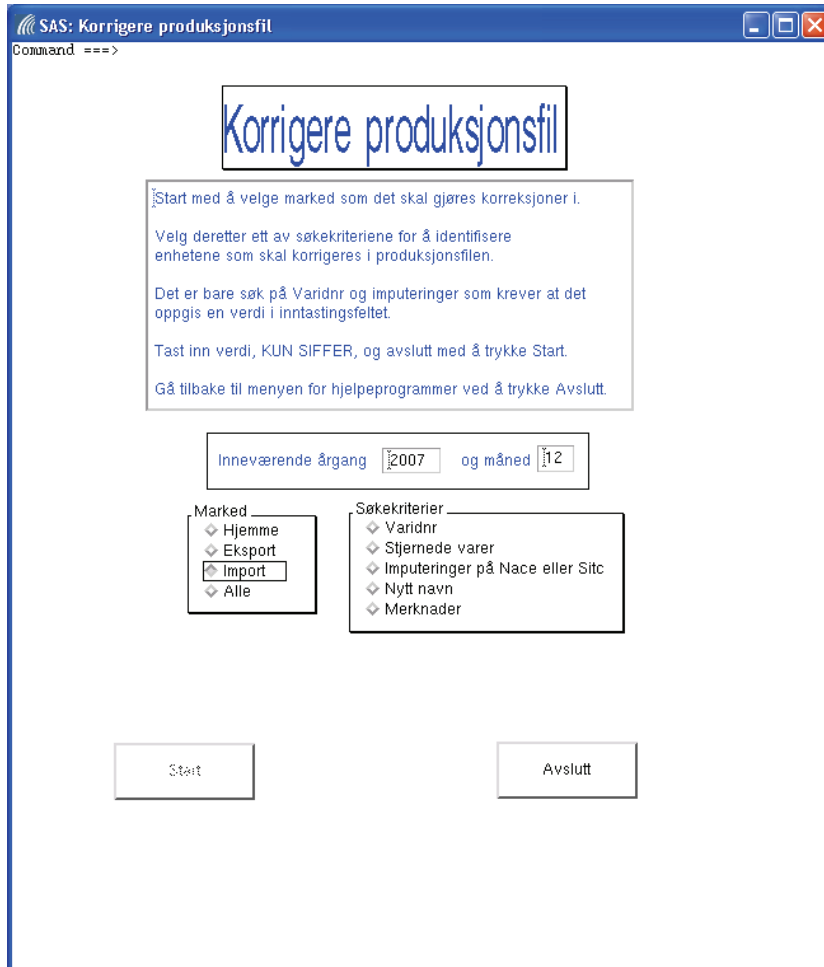 SAS: Korrigere produksjonsfil
Command ===>
Korrigere produksjonsfil
Start med å velge marked som det skal gjøres korreksjoner i.
Velg deretter ett av søkekriteriene for å identifisere
enhetene som skal korrigeres i produksjonsfilen.
Det er bare søk på Varidnr og imputeringer som krever at det
oppgis en verdi i inntastingsfeltet.
Tast inn verdi, KUN SIFFER, og avslutt med å trykke Start.
Gå tilbake til menyen for hjelpeprogrammer ved å trykke Avslutt.
Inneværende årgang 2007 og måned 12
Marked
Hjemme
Eksport
Import
Alle
Søkekriterier
Varidnr
Stjernede varer
Imputeringer på Nace eller Sitc
Nytt navn
Merknader
Start
Avslutt